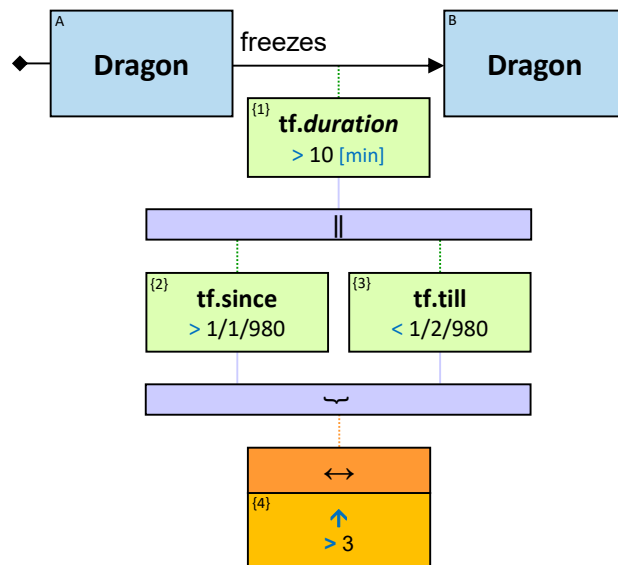 A
B
freezes
Dragon
Dragon
{1}
tf.duration
> 10 [min]
||
{2}
{3}
tf.since
tf.till
> 1/1/980
< 1/2/980
↔
{4}
↑
> 3